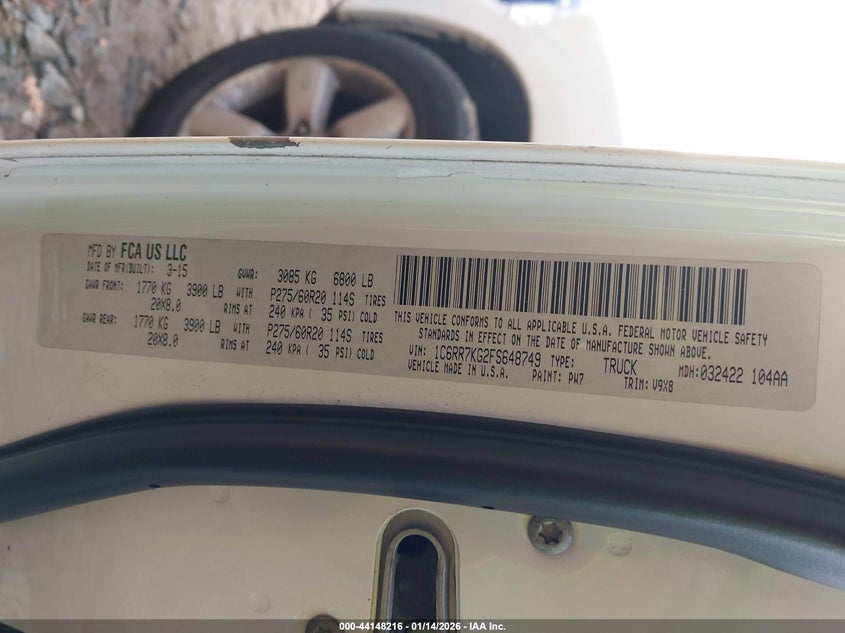 MFD BY FCA US LLC
DATE OF MFR(BUILT): 3-15 GVWR: 3085 KG 6800 LB
GAWR FRONT: 1770 KG 3900 LB WITH P275/60R20 114S TIRES
20X8.0 RIMS AT 240 KPA ( 35 PSI) COLD
GAWR REAR: 1770 KG 3900 LB WITH P275/60R20 114S TIRES
20X8.0 RIMS AT 240 KPA ( 35 PSI) COLD
THIS VEHICLE CONFORMS TO ALL APPLICABLE U.S.A. FEDERAL MOTOR VEHICLE SAFETY
STANDARDS IN EFFECT ON THE DATE OF MANUFACTURE SHOWN ABOVE.
VIN: 1C6RR7KG2FS648749 TYPE: TRUCK MDH:032422 104AA
VEHICLE MADE IN U.S.A. PAINT: PW7 TRIM: V9X8
000-44148216 - 01/14/2026 - IAA Inc.